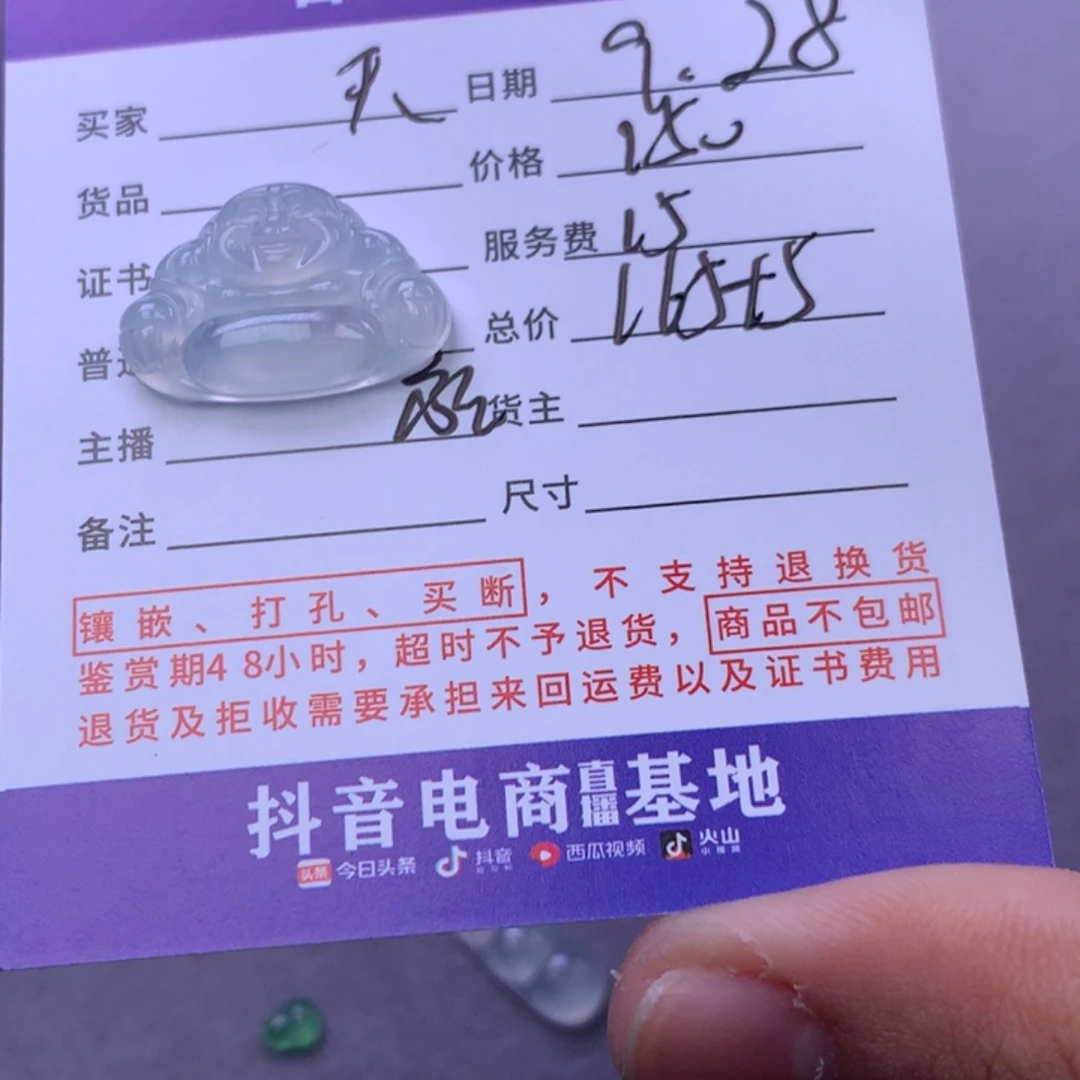 买家 日期 9.28
货品 价格 150
证书 服务费 15
普通 总价 165+5
主播 货主
备注 尺寸
镶嵌、打孔、买断，不支持退换货
鉴赏期48小时，超时不予退货，商品不包邮
退货及拒收需要承担来回运费以及证书费用
抖音电商直播基地
头条 今日头条 抖音 西瓜视频 火山